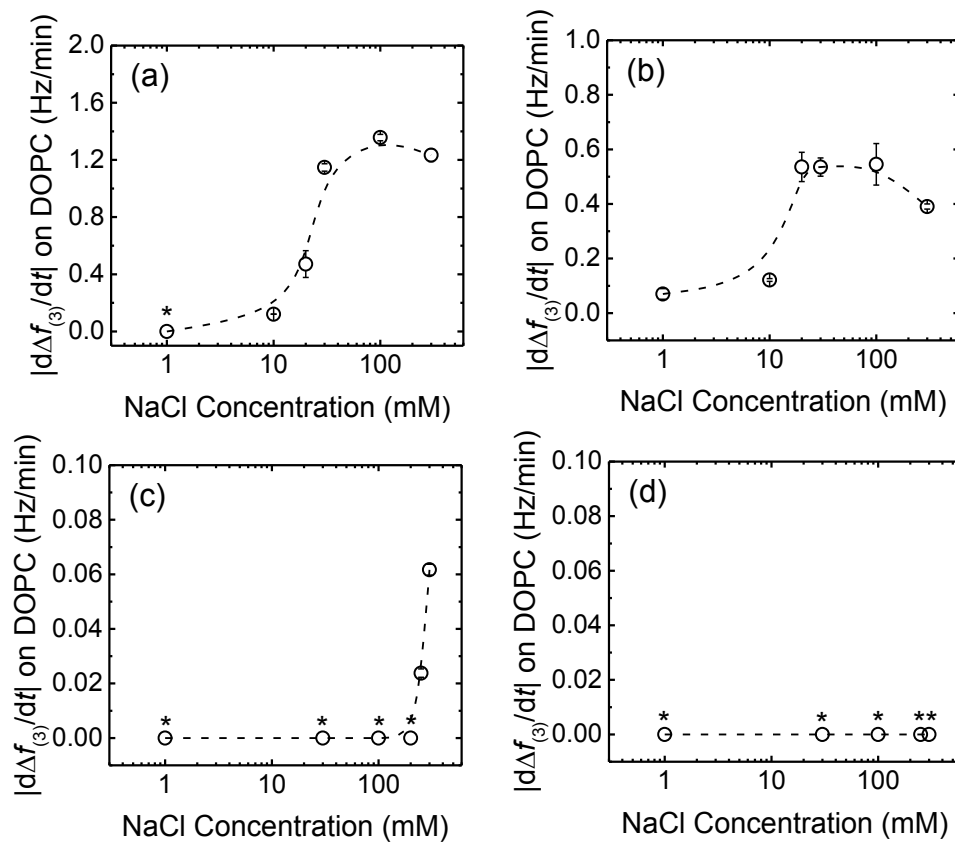 (a)
|dΔf(3)/dt| on DOPC (Hz/min)
2.0
1.6
1.2
0.8
0.4
0.0
*
1 10 100
NaCl Concentration (mM)
(b)
|dΔf(3)/dt| on DOPC (Hz/min)
1.0
0.8
0.6
0.4
0.2
0.0
1 10 100
NaCl Concentration (mM)
(c)
|dΔf(3)/dt| on DOPC (Hz/min)
0.10
0.08
0.06
0.04
0.02
0.00
* * * *
1 10 100
NaCl Concentration (mM)
(d)
|dΔf(3)/dt| on DOPC (Hz/min)
0.10
0.08
0.06
0.04
0.02
0.00
* * * **
1 10 100
NaCl Concentration (mM)